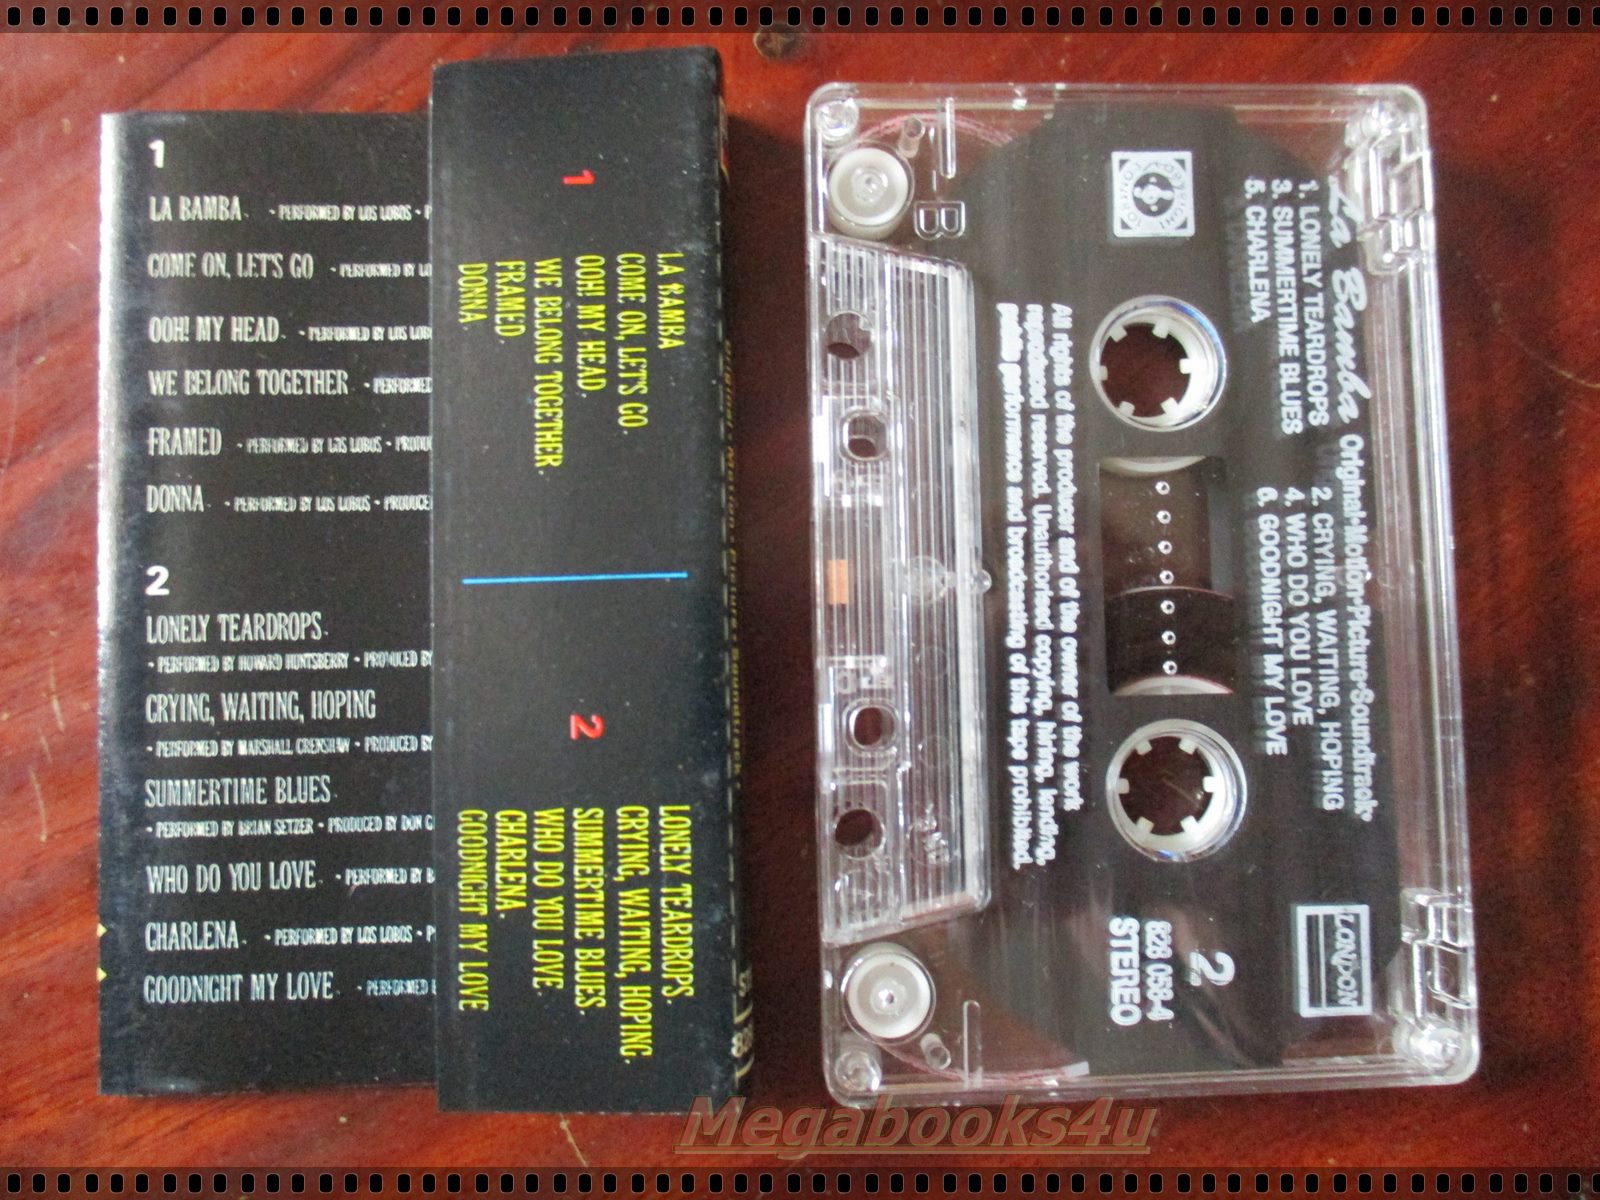 1
LA BAMBA - PERFORMED BY LOS LOBOS - P
COME ON, LET'S GO - PERFORMED BY LO
OOH! MY HEAD - PERFORMED BY LOS LOB
WE BELONG TOGETHER - PERFORMED
FRAMED - PERFORMED BY LOS LOBOS - PRODU
DONNA - PERFORMED BY LOS LOBOS - PRODUCE
2
LONELY TEARDROPS
- PERFORMED BY HOWARD HUNTSBERRY - PRODUCED BY
CRYING, WAITING, HOPING
- PERFORMED BY MARSHALL CRENSHAW - PRODUCED BY
SUMMERTIME BLUES
- PERFORMED BY BRIAN SETZER - PRODUCED BY DON G
WHO DO YOU LOVE - PERFORMED BY B
CHARLENA - PERFORMED BY LOS LOBOS - P
GOODNIGHT MY LOVE - PERFORMED
1
LA BAMBA
COME ON, LET'S GO.
OOH! MY HEAD.
WE BELONG TOGETHER.
FRAMED.
DONNA.
2
LONELY TEARDROPS.
CRYING, WAITING, HOPING.
SUMMERTIME BLUES.
WHO DO YOU LOVE.
CHARLENA.
GOODNIGHT MY LOVE
La Bamba Original·Motion·Picture·Soundtrack
1. LONELY TEARDROPS 2. CRYING, WAITING, HOPING
3. SUMMERTIME BLUES 4. WHO DO YOU LOVE
5. CHARLENA 6. GOODNIGHT MY LOVE
LONDON
2
828 058-4
STEREO
All rights of the producer and of the owner of the work
reproduced reserved. Unauthorised copying, hiring, lending,
public performance and broadcasting of this tape prohibited.
Megabooks4u